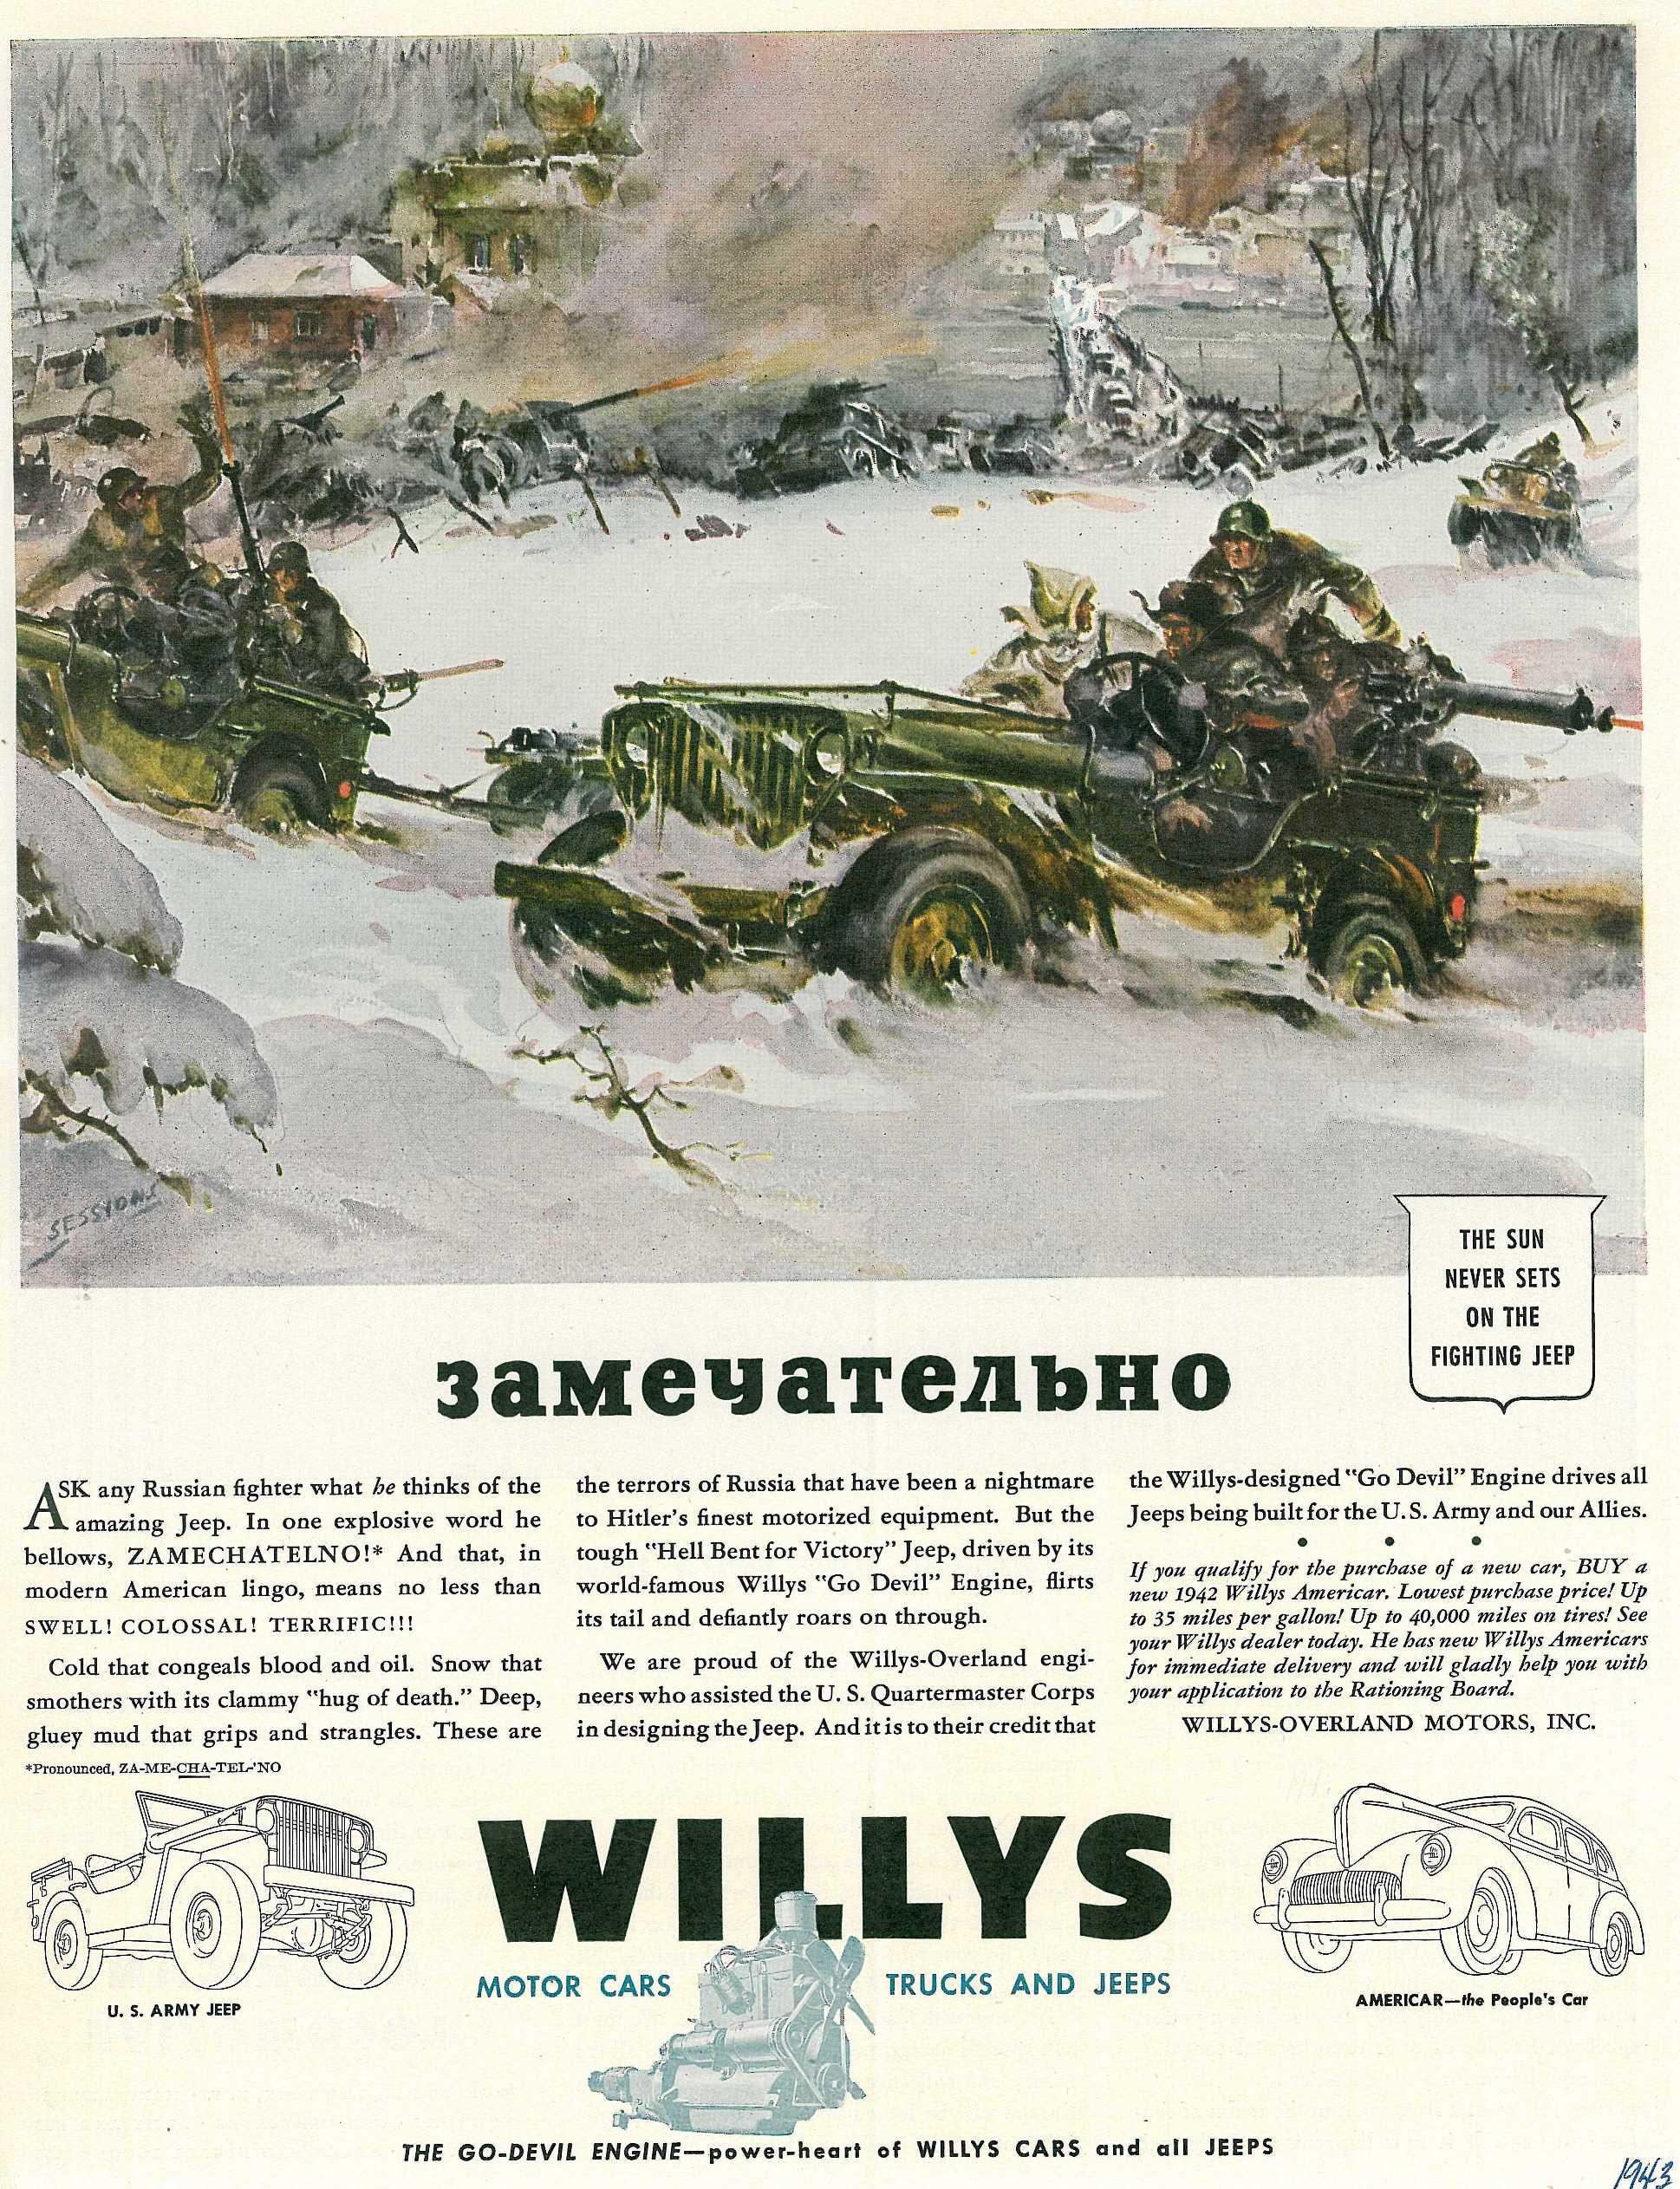 SESSIONS
THE SUN
NEVER SETS
ON THE
FIGHTING JEEP
замечательно
ASK any Russian fighter what he thinks of the
amazing Jeep. In one explosive word he
bellows, ZAMECHATELNO!* And that, in
modern American lingo, means no less than
SWELL! COLOSSAL! TERRIFIC!!!
Cold that congeals blood and oil. Snow that
smothers with its clammy "hug of death." Deep,
gluey mud that grips and strangles. These are
*Pronounced, ZA-ME-CHA-TEL-'NO
the terrors of Russia that have been a nightmare
to Hitler's finest motorized equipment. But the
tough "Hell Bent for Victory" Jeep, driven by its
world-famous Willys "Go Devil" Engine, flirts
its tail and defiantly roars on through.
We are proud of the Willys-Overland engi-
neers who assisted the U. S. Quartermaster Corps
in designing the Jeep. And it is to their credit that
the Willys-designed "Go Devil" Engine drives all
Jeeps being built for the U. S. Army and our Allies.
• • •
If you qualify for the purchase of a new car, BUY a
new 1942 Willys Americar. Lowest purchase price! Up
to 35 miles per gallon! Up to 40,000 miles on tires! See
your Willys dealer today. He has new Willys Americars
for immediate delivery and will gladly help you with
your application to the Rationing Board.
WILLYS-OVERLAND MOTORS, INC.
WILLYS
MOTOR CARS TRUCKS AND JEEPS
U. S. ARMY JEEP
AMERICAR—the People's Car
THE GO-DEVIL ENGINE—power-heart of WILLYS CARS and all JEEPS
1943